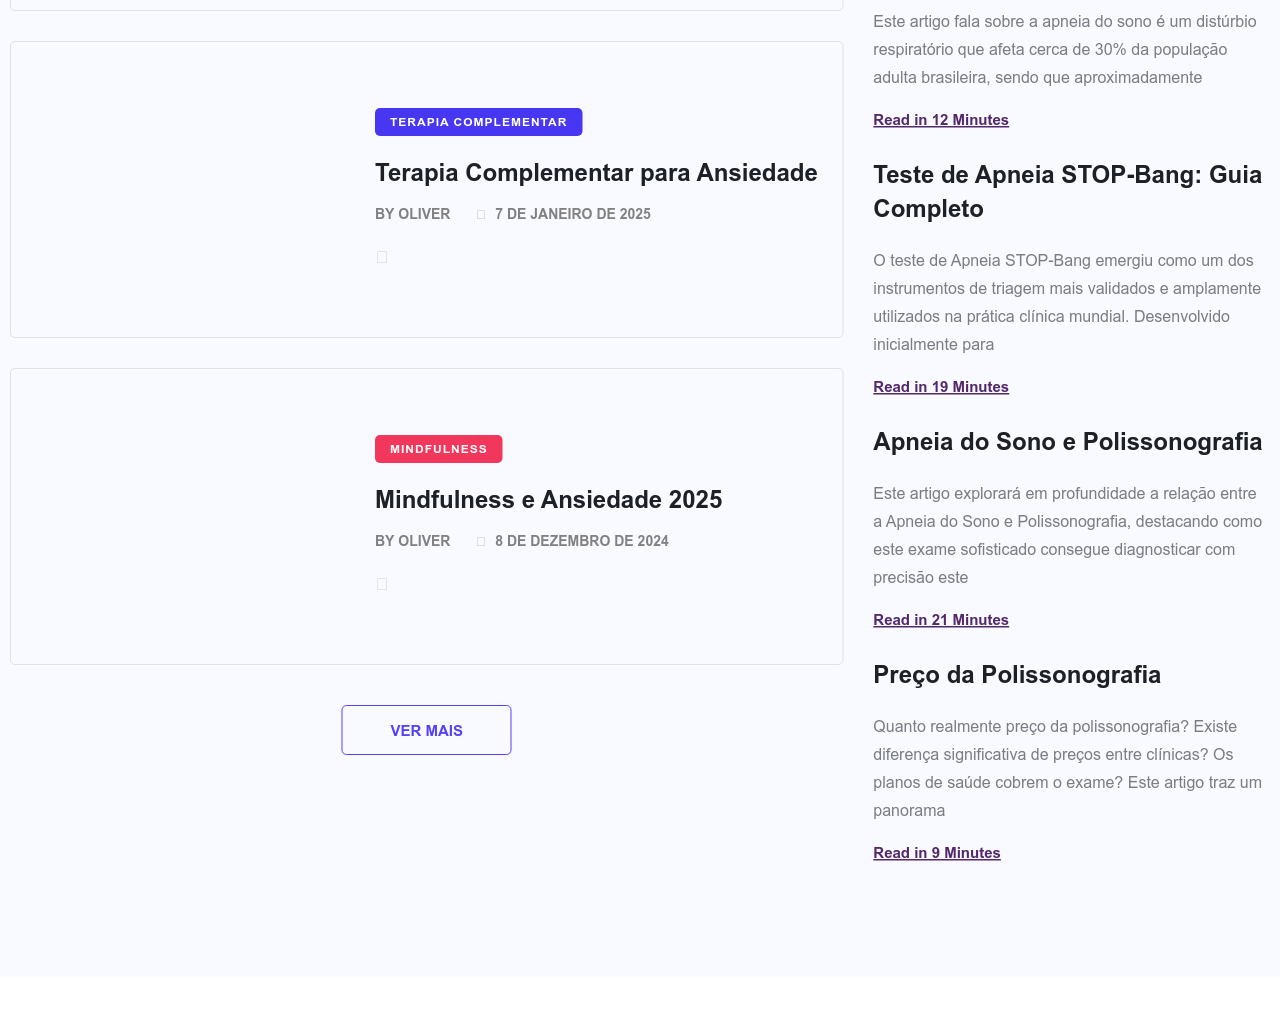 TERAPIA COMPLEMENTAR
Terapia Complementar para Ansiedade
BY OLIVER 7 DE JANEIRO DE 2025
MINDFULNESS
Mindfulness e Ansiedade 2025
BY OLIVER 8 DE DEZEMBRO DE 2024
VER MAIS
Este artigo fala sobre a apneia do sono é um distúrbio
respiratório que afeta cerca de 30% da população
adulta brasileira, sendo que aproximadamente
Read in 12 Minutes
Teste de Apneia STOP-Bang: Guia
Completo
O teste de Apneia STOP-Bang emergiu como um dos
instrumentos de triagem mais validados e amplamente
utilizados na prática clínica mundial. Desenvolvido
inicialmente para
Read in 19 Minutes
Apneia do Sono e Polissonografia
Este artigo explorará em profundidade a relação entre
a Apneia do Sono e Polissonografia, destacando como
este exame sofisticado consegue diagnosticar com
precisão este
Read in 21 Minutes
Preço da Polissonografia
Quanto realmente preço da polissonografia? Existe
diferença significativa de preços entre clínicas? Os
planos de saúde cobrem o exame? Este artigo traz um
panorama
Read in 9 Minutes